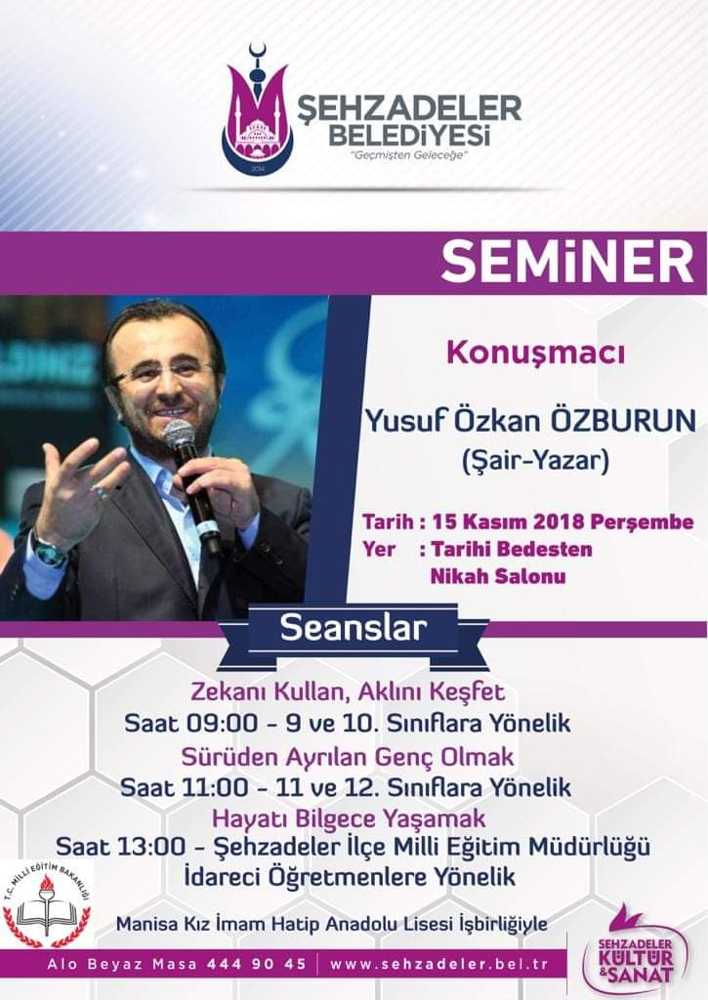 ŞEHZADELER
BELEDİYESİ
"Geçmişten Geleceğe"
2014
SEMİNER
Konuşmacı
Yusuf Özkan ÖZBURUN
(Şair-Yazar)
Tarih : 15 Kasım 2018 Perşembe
Yer : Tarihi Bedesten
Nikah Salonu
Seanslar
Zekanı Kullan, Aklını Keşfet
Saat 09:00 - 9 ve 10. Sınıflara Yönelik
Sürüden Ayrılan Genç Olmak
Saat 11:00 - 11 ve 12. Sınıflara Yönelik
Hayatı Bilgece Yaşamak
Saat 13:00 - Şehzadeler İlçe Milli Eğitim Müdürlüğü
İdareci Öğretmenlere Yönelik
T.C. MİLLİ EĞİTİM BAKANLIĞI
Manisa Kız İmam Hatip Anadolu Lisesi İşbirliğiyle
Alo Beyaz Masa 444 90 45 | www.sehzadeler.bel.tr
ŞEHZADELER
KÜLTÜR
&SANAT